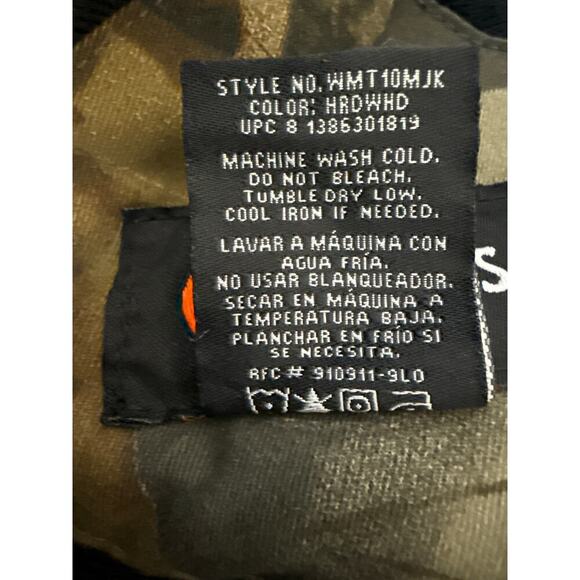 STYLE NO. WMT10MJK
COLOR: HRDWHD
UPC 8 1386301819
MACHINE WASH COLD.
DO NOT BLEACH.
TUMBLE DRY LOW.
COOL IRON IF NEEDED.
LAVAR A MÁQUINA CON
AGUA FRÍA.
NO USAR BLANQUEADOR.
SECAR EN MÁQUINA A
TEMPERATURA BAJA.
PLANCHAR EN FRÍO SI
SE NECESITA.
RFC # 910911-9L0
S